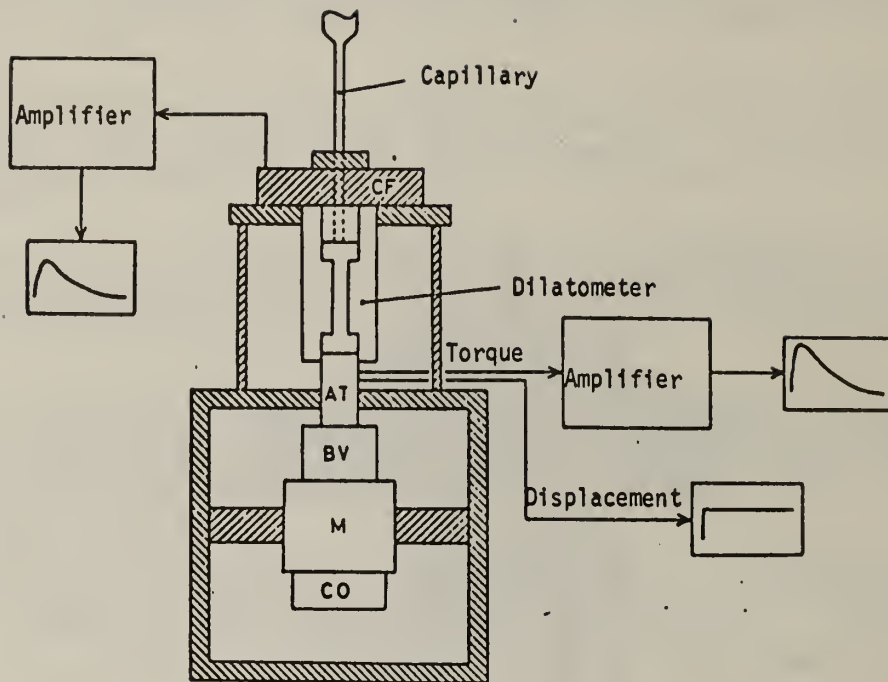 Capillary
Amplifier
CF
Dilatometer
Torque
Amplifier
AT
BV
Displacement
M
CO